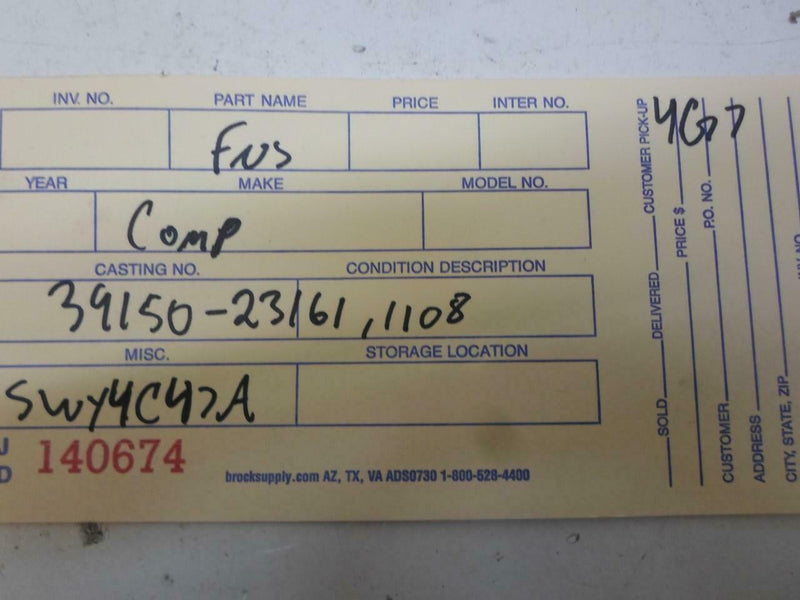 INV. NO. PART NAME PRICE INTER NO.
Fus
YEAR MAKE MODEL NO.
Comp
CASTING NO. CONDITION DESCRIPTION
39150-23161, 1108
MISC. STORAGE LOCATION
SWY4C47A
140674
brocksupply.com AZ, TX, VA ADS0730 1-800-528-4400
SOLD DELIVERED CUSTOMER PICK-UP
PRICE $
CUSTOMER P.O. NO.
ADDRESS
CITY, STATE, ZIP